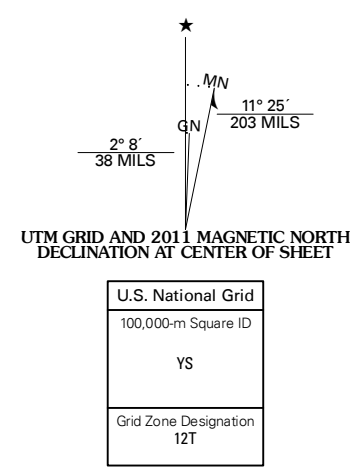 ★
MN
GN
11° 25´
203 MILS
2° 8´
38 MILS
UTM GRID AND 2011 MAGNETIC NORTH
DECLINATION AT CENTER OF SHEET
U.S. National Grid
100,000-m Square ID
YS
Grid Zone Designation
12T